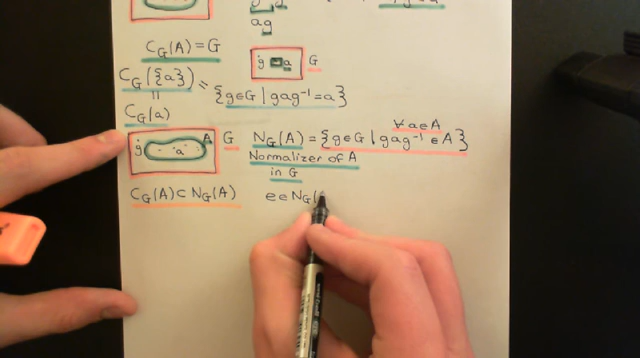 ag
C_G(A) = G
g a G
C_G({a}) = {g∈G | gag⁻¹ = a}
=
C_G(a)
g a A G N_G(A) = {g∈G | gag⁻¹ ∈ A} ∀a∈A
Normalizer of A
in G
C_G(A) ⊂ N_G(A) e∈N_G(